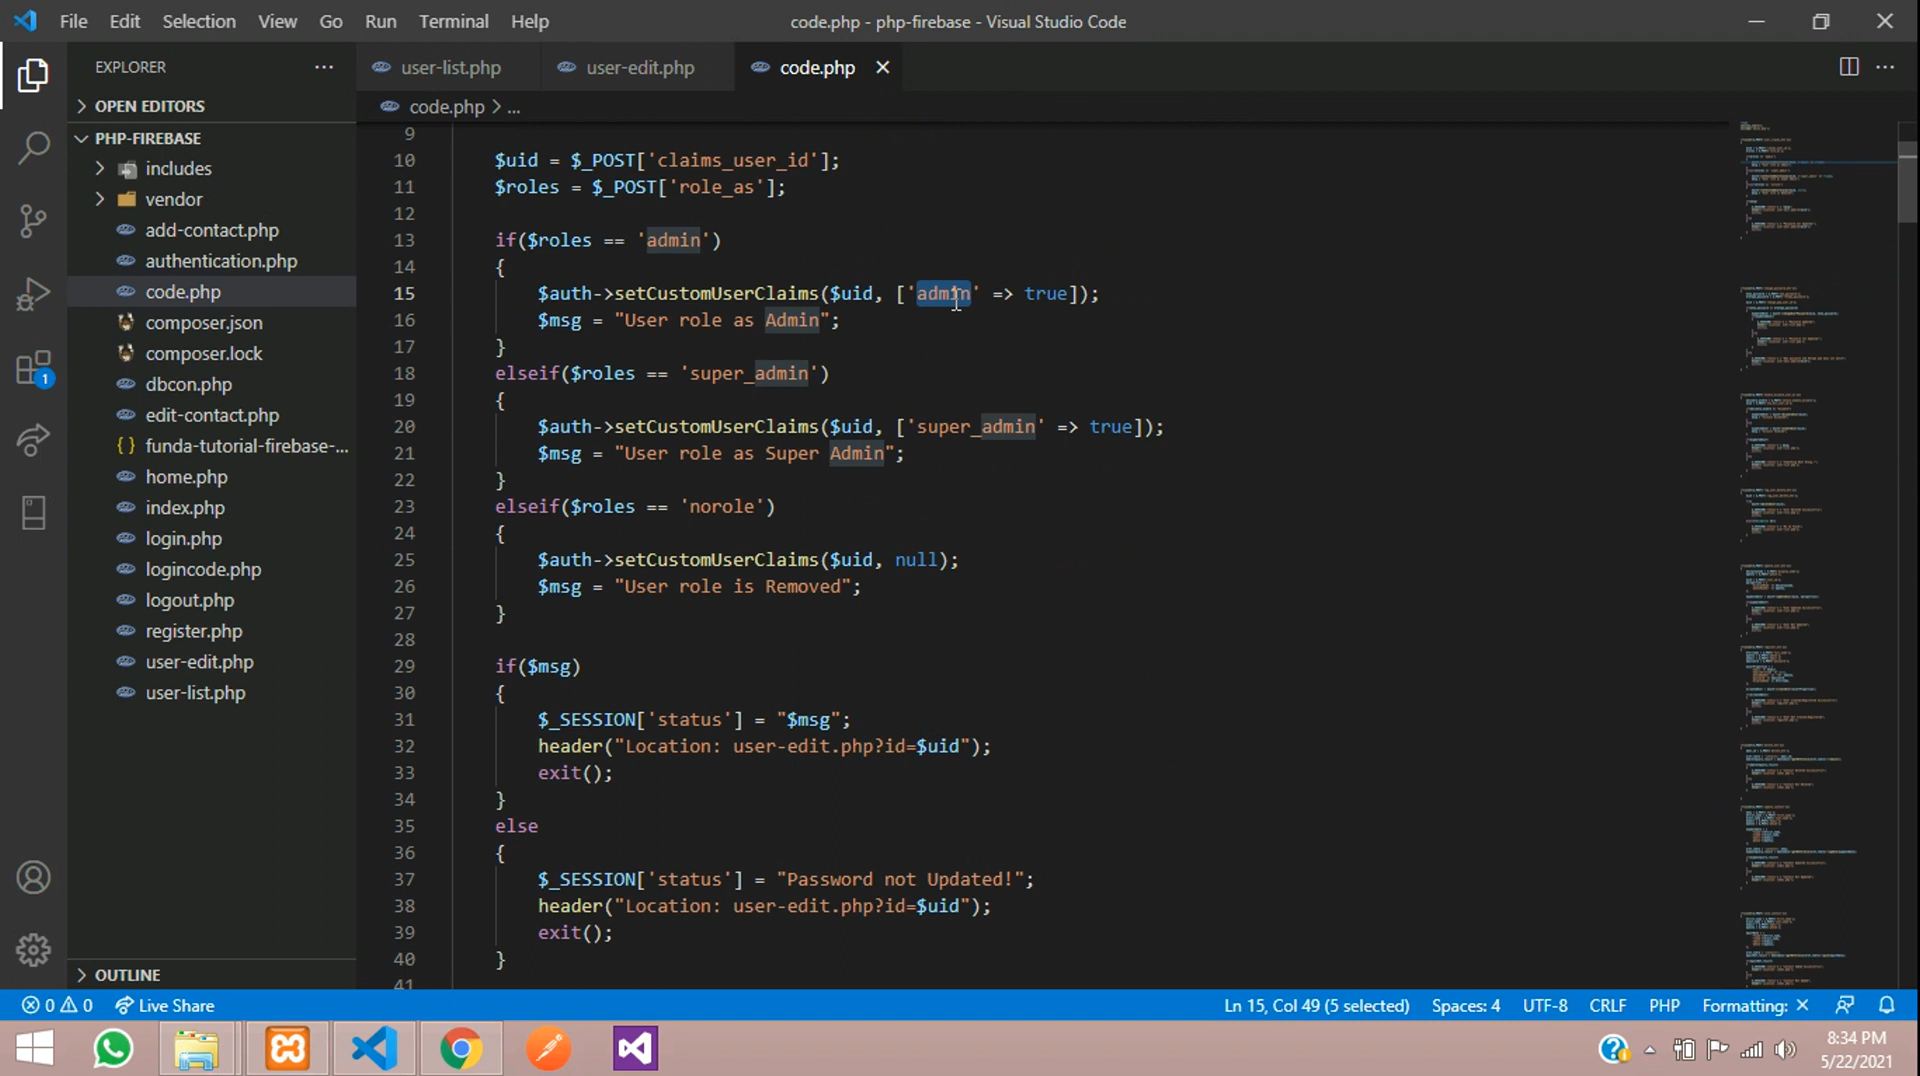 File Edit Selection View Go Run Terminal Help
code.php - php-firebase - Visual Studio Code
EXPLORER
OPEN EDITORS
PHP-FIREBASE
includes
vendor
add-contact.php
authentication.php
code.php
composer.json
composer.lock
dbcon.php
edit-contact.php
funda-tutorial-firebase-...
home.php
index.php
login.php
logincode.php
logout.php
register.php
user-edit.php
user-list.php
OUTLINE
1
user-list.php user-edit.php code.php
code.php > ...
9
10 $uid = $_POST['claims_user_id'];
11 $roles = $_POST['role_as'];
12
13 if($roles == 'admin')
14 {
15 $auth->setCustomUserClaims($uid, ['admin' => true]);
16 $msg = "User role as Admin";
17 }
18 elseif($roles == 'super_admin')
19 {
20 $auth->setCustomUserClaims($uid, ['super_admin' => true]);
21 $msg = "User role as Super Admin";
22 }
23 elseif($roles == 'norole')
24 {
25 $auth->setCustomUserClaims($uid, null);
26 $msg = "User role is Removed";
27 }
28
29 if($msg)
30 {
31 $_SESSION['status'] = "$msg";
32 header("Location: user-edit.php?id=$uid");
33 exit();
34 }
35 else
36 {
37 $_SESSION['status'] = "Password not Updated!";
38 header("Location: user-edit.php?id=$uid");
39 exit();
40 }
41
0 0 Live Share
Ln 15, Col 49 (5 selected) Spaces: 4 UTF-8 CRLF PHP Formatting: ×
8:34 PM
5/22/2021